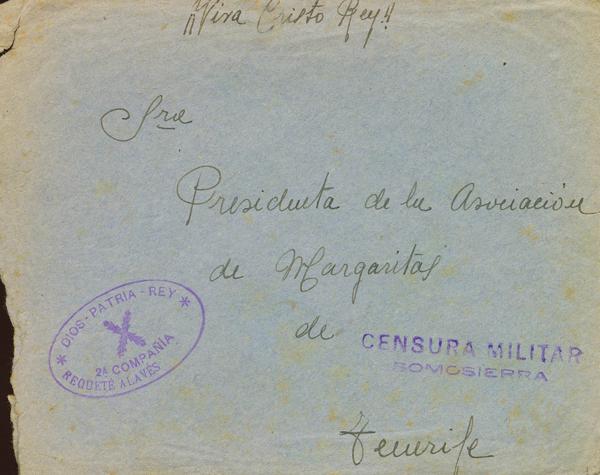 ¡¡Viva Cristo Rey!!
Sra
Presidenta de la Asociación
de Margaritas
de
Tenerife
* DIOS-PATRIA-REY *
2ª COMPAÑÍA
REQUETÉ ALAVÉS
CENSURA MILITAR
SOMOSIERRA